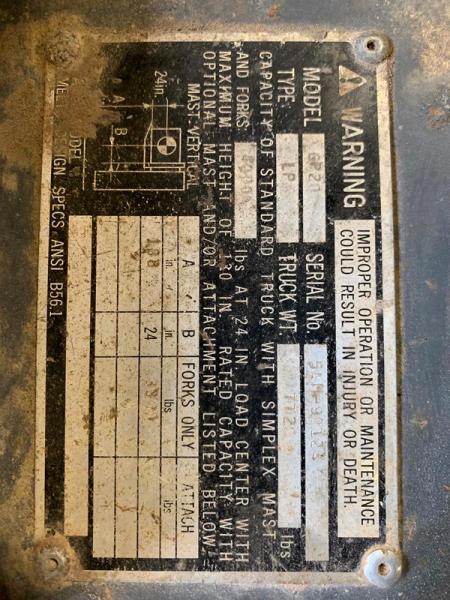 WARNING
IMPROPER OPERATION OR MAINTENANCE
COULD RESULT IN INJURY OR DEATH.
MODEL SERIAL No.
TYPE LP TRUCK WT. lbs
CAPACITY OF STANDARD TRUCK WITH SIMPLEX MAST
AND FORKS lbs AT 24 IN LOAD CENTER WITH
MAXIMUM HEIGHT OF 130 IN RATED CAPACITY WITH
OPTIONAL MAST AND/OR ATTACHMENT LISTED BELOW
MAST-VERTICAL
24in.
A
B
A B FORKS ONLY ATTACH
in. in. lbs lbs
24
DESIGN SPECS ANSI B56.1